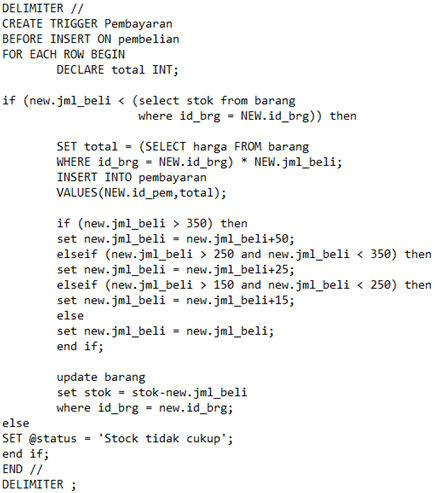 DELIMITER //
CREATE TRIGGER Pembayaran
BEFORE INSERT ON pembelian
FOR EACH ROW BEGIN
        DECLARE total INT;

if (new.jml_beli < (select stok from barang
                    where id_brg = NEW.id_brg)) then

        SET total = (SELECT harga FROM barang
        WHERE id_brg = NEW.id_brg) * NEW.jml_beli;
        INSERT INTO pembayaran
        VALUES(NEW.id_pem,total);

        if (new.jml_beli > 350) then
        set new.jml_beli = new.jml_beli+50;
        elseif (new.jml_beli > 250 and new.jml_beli < 350) then
        set new.jml_beli = new.jml_beli+25;
        elseif (new.jml_beli > 150 and new.jml_beli < 250) then
        set new.jml_beli = new.jml_beli+15;
        else
        set new.jml_beli = new.jml_beli;
        end if;

        update barang
        set stok = stok-new.jml_beli
        where id_brg = new.id_brg;
else
SET @status = 'Stock tidak cukup';
end if;
END //
DELIMITER ;